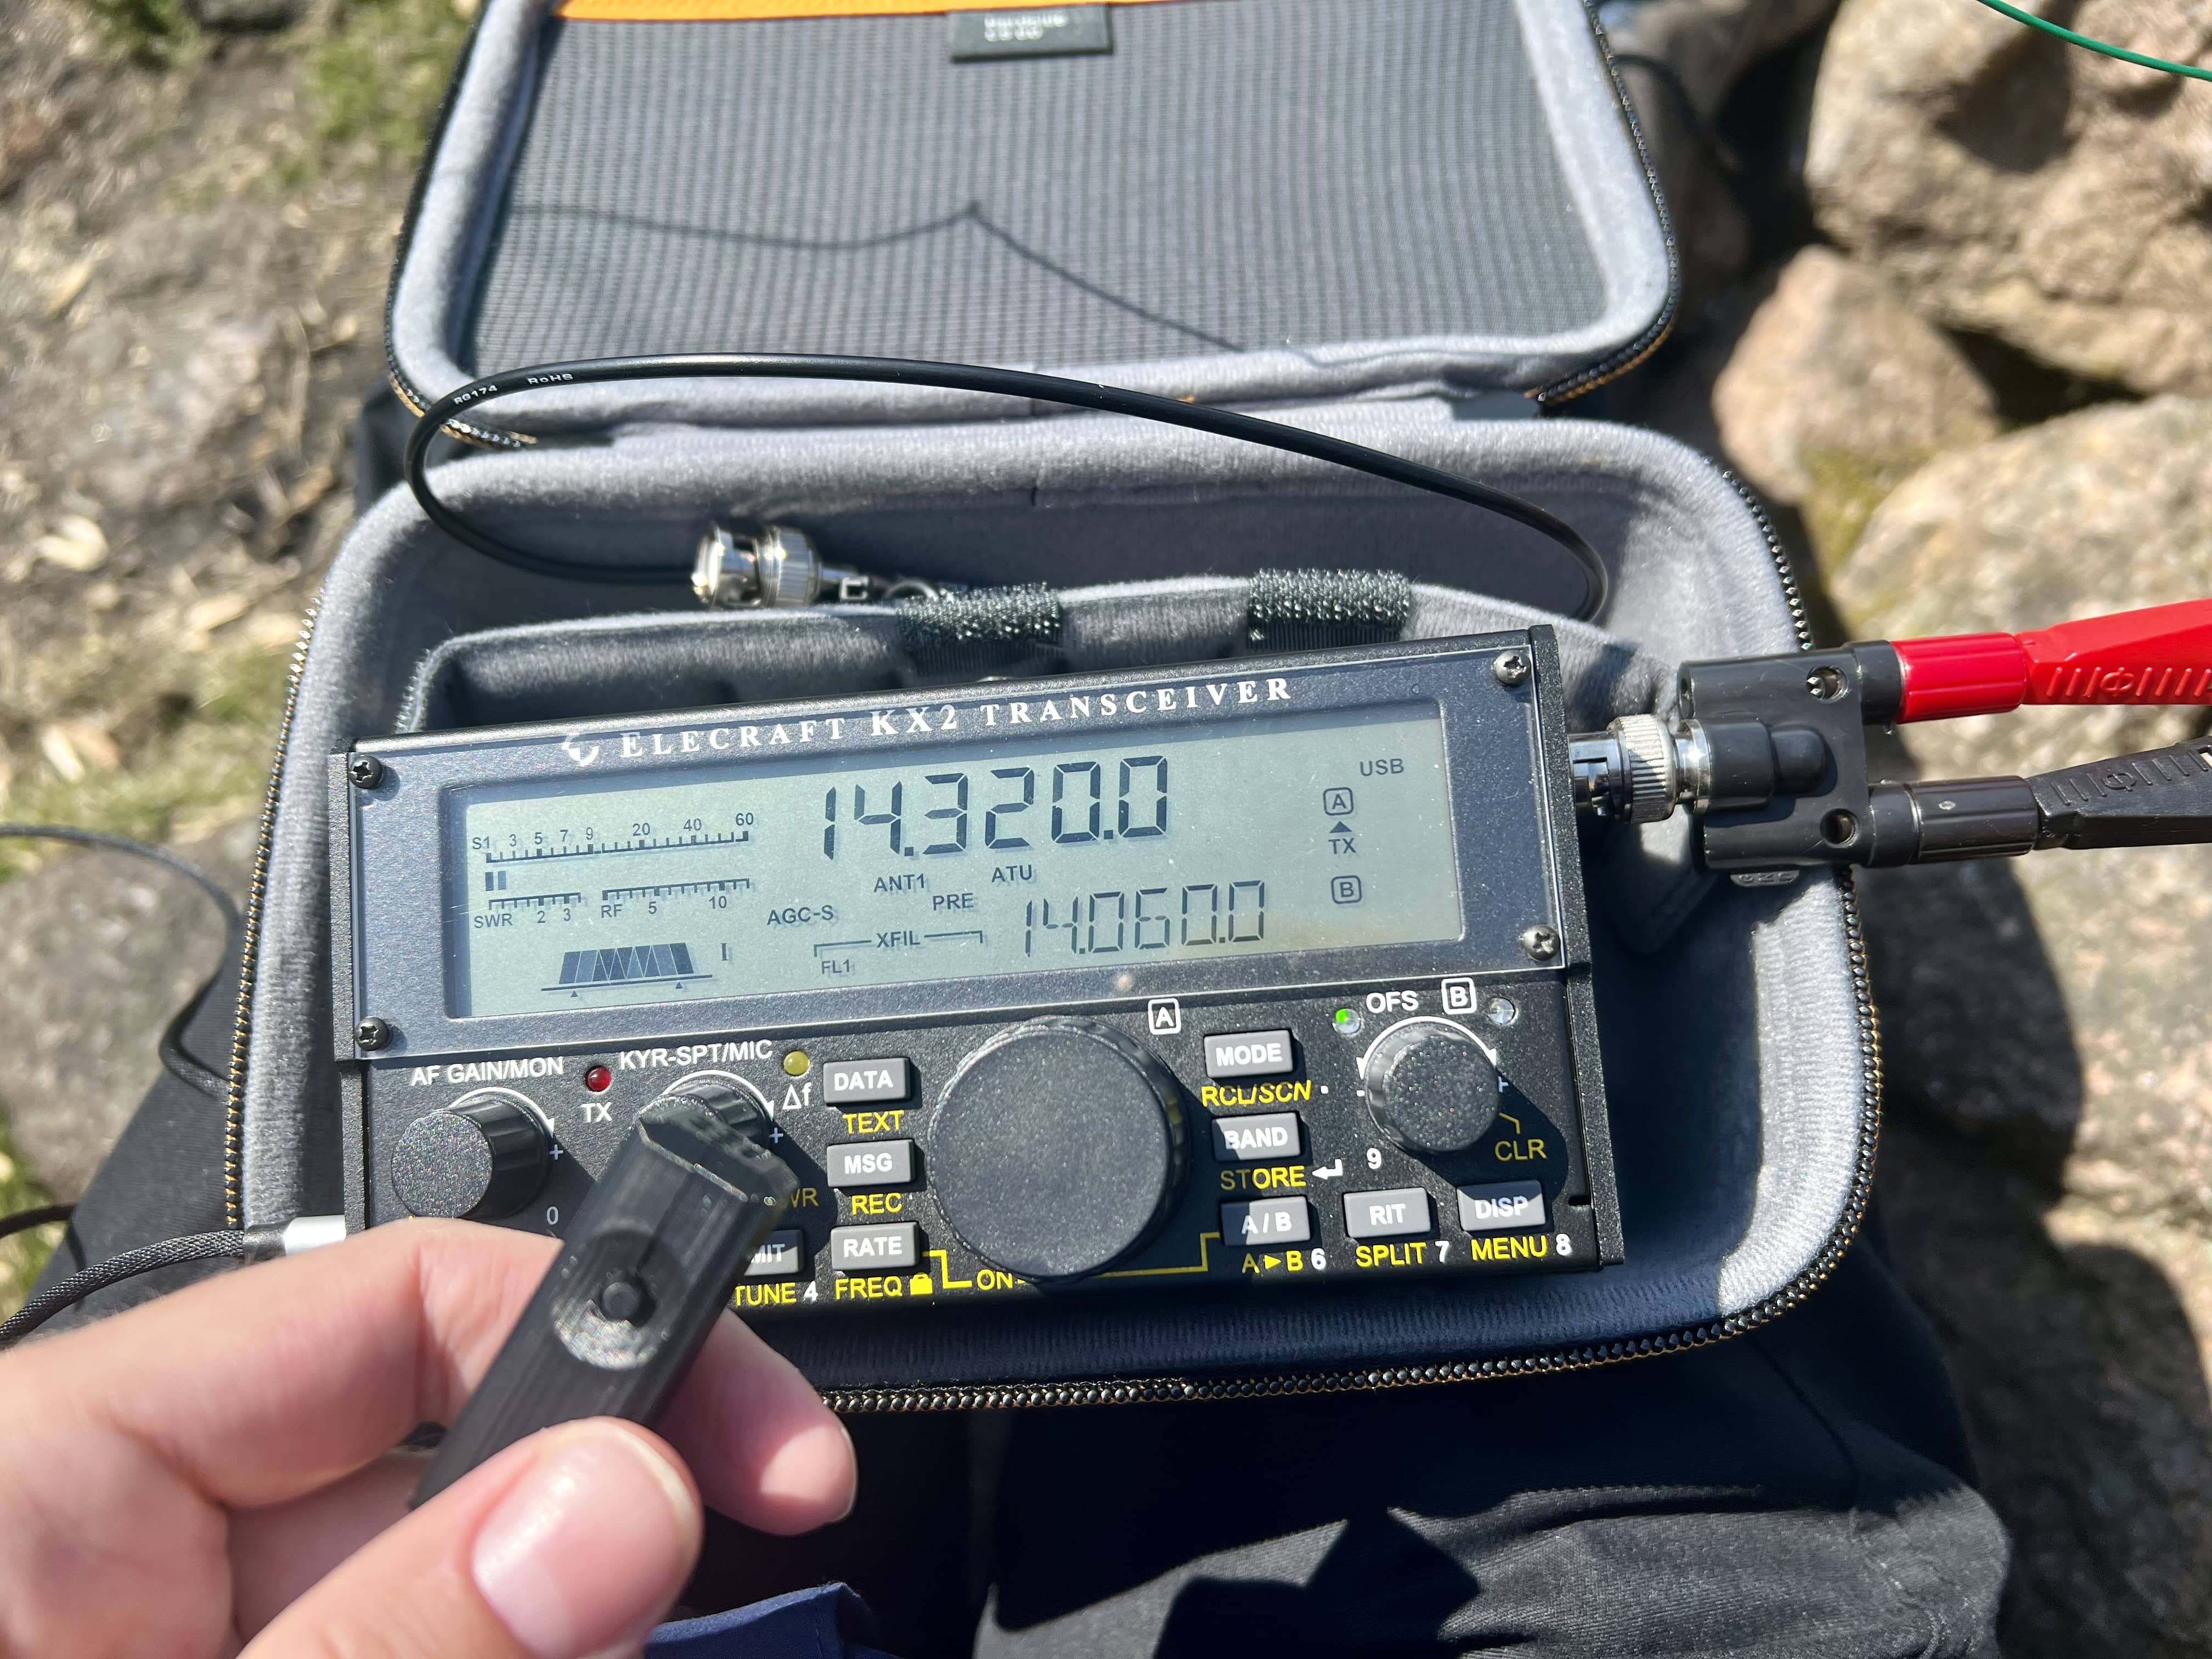 RG174 RoHS
ELECRAFT KX2 TRANSCEIVER
S1 3 5 7 9 20 40 60
14.320.0
USB
A
TX
B
SWR 2 3 RF 5 10
ANT1 ATU
PRE
AGC-S
14.060.0
XFIL
FL1
I
AF GAIN/MON
TX
KYR-SPT/MIC
Δf
+
0
+
WR
MIT
TUNE 4
DATA
TEXT
MSG
REC
RATE
FREQ
ON
A
MODE
RCL/SCN .
BAND
STORE 9
A/B
A►B 6
OFS B
- +
CLR
RIT
SPLIT 7
DISP
MENU 8